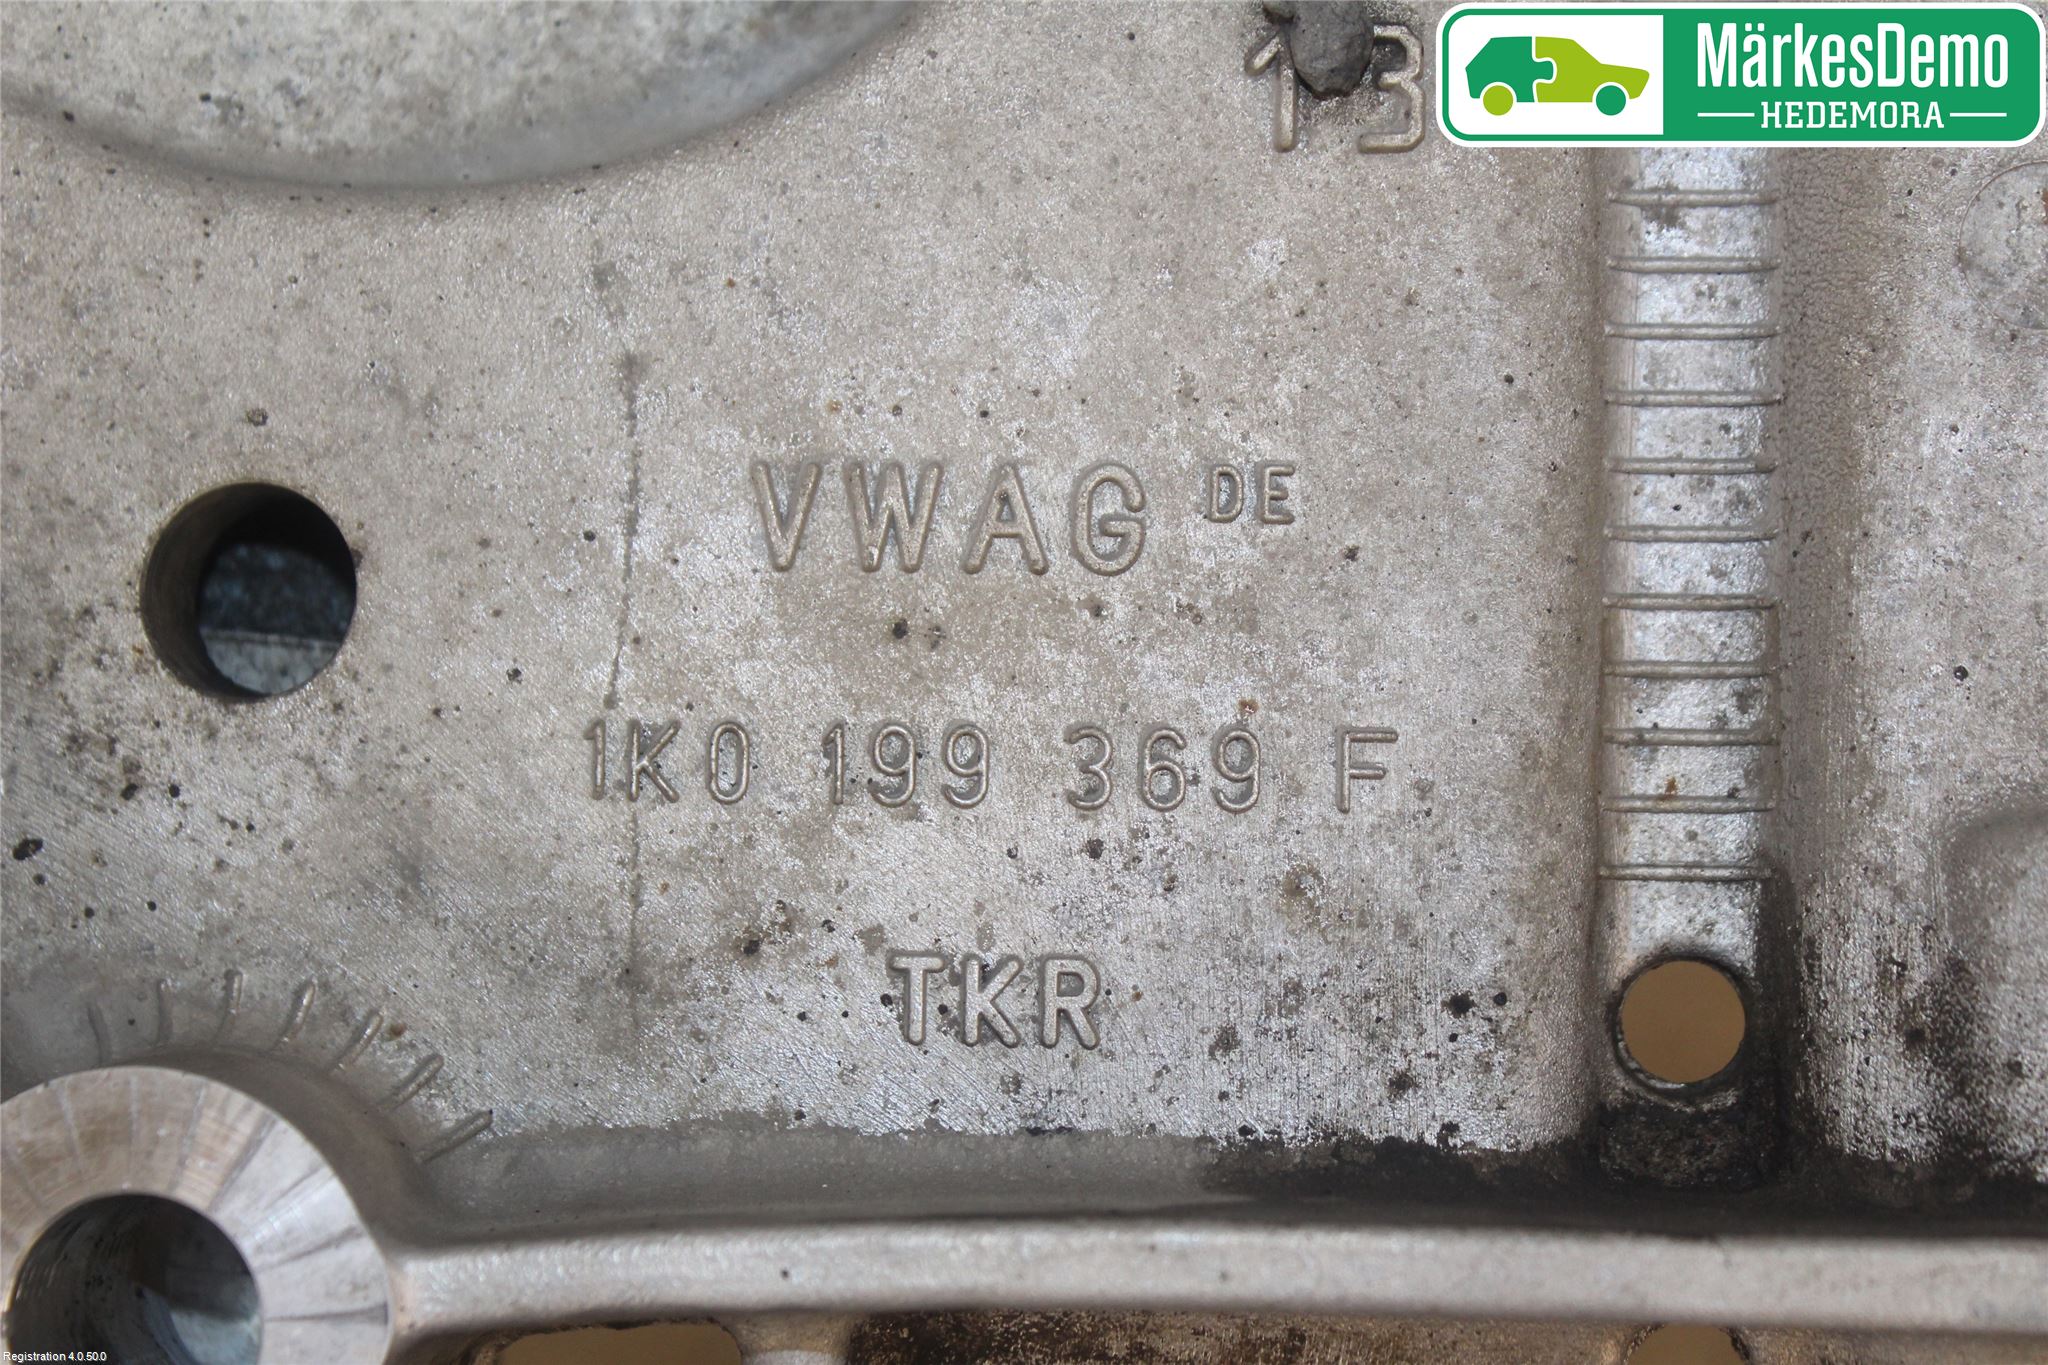 13
MärkesDemo
HEDEMORA
VWAG DE
1K0 199 369 F
TKR
Registration 4.0.50.0